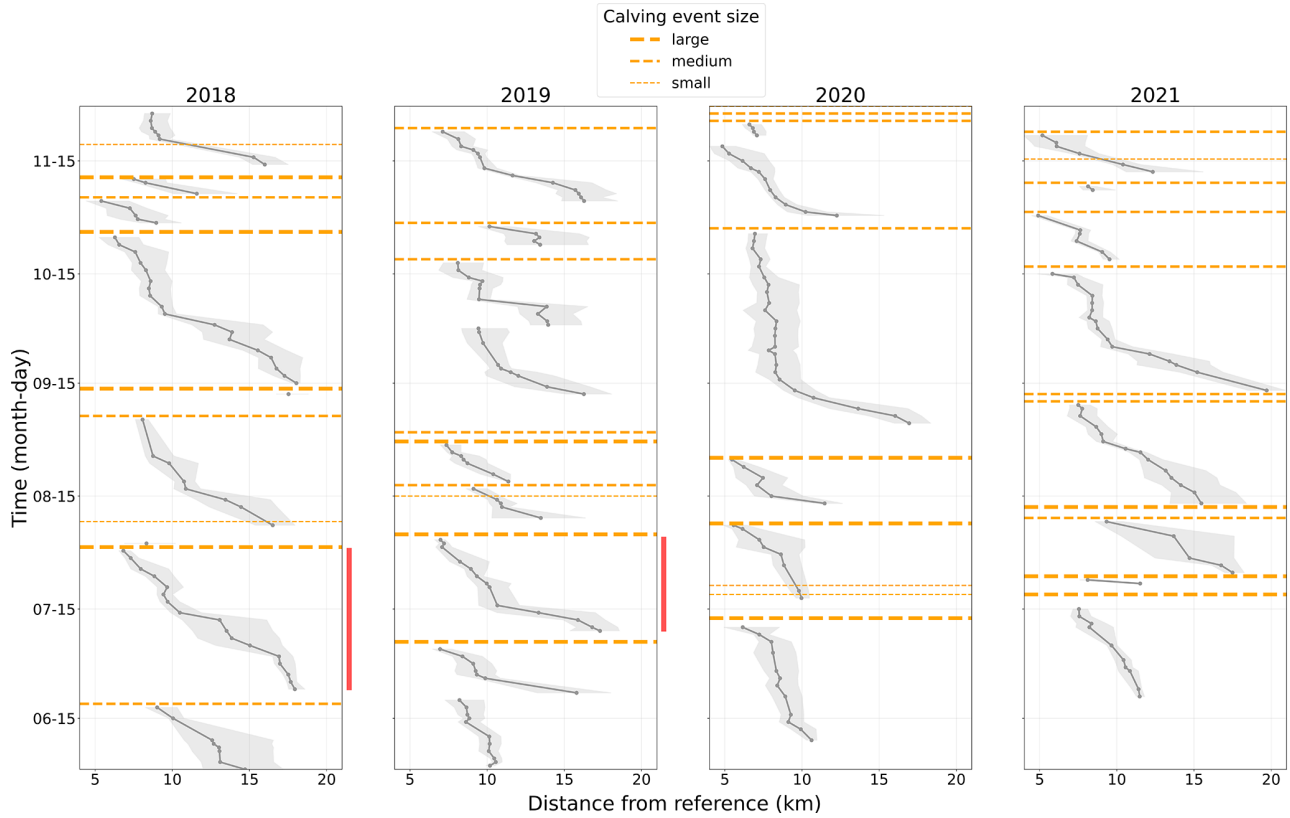 Calving event size
large
medium
small
2018
2019
2020
2021
Time (month-day)
11-15
10-15
09-15
08-15
07-15
06-15
5 10 15 20
5 10 15 20
5 10 15 20
5 10 15 20
Distance from reference (km)